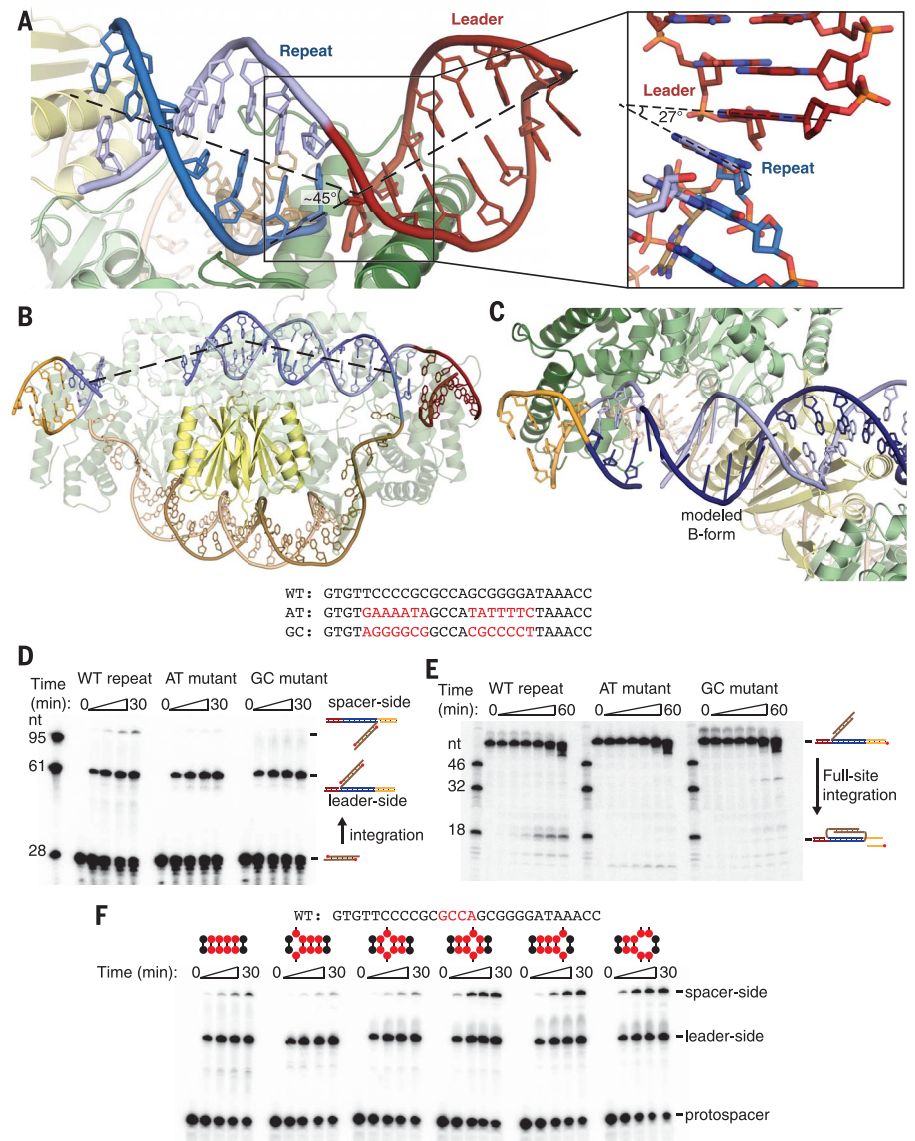 A
Repeat
Leader
~45°
Leader
27°
Repeat
B
C
modeled
B-form
WT: GTGTTCCCCGCGCCAGCGGGGATAAACC
AT: GTGTGAAAATAGCCATATTTTCTAAACC
GC: GTGTAGGGGCGGCCACGCCCCTTAAACC
D
Time
(min):
WT repeat
AT mutant
GC mutant
0 30
0 30
0 30
nt
95
61
28
spacer-side
leader-side
integration
E
Time
(min):
WT repeat
AT mutant
GC mutant
0 60
0 60
0 60
nt
46
32
18
Full-site
integration
F
WT: GTGTTCCCCGCGCCAGCGGGGATAAACC
Time (min): 0 30 0 30 0 30 0 30 0 30 0 30
spacer-side
leader-side
protospacer